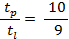 t_p/t_l = 10/9